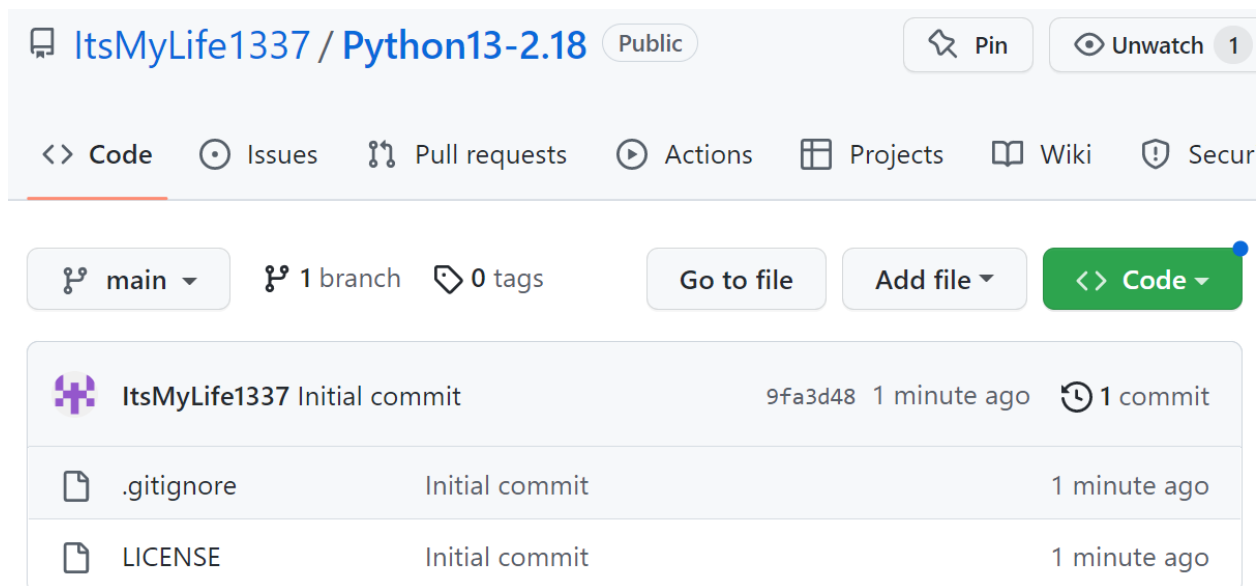 ItsMyLife1337 / Python13-2.18 Public Pin Unwatch 1
Code Issues Pull requests Actions Projects Wiki Secur
main 1 branch 0 tags Go to file Add file Code
ItsMyLife1337 Initial commit 9fa3d48 1 minute ago 1 commit
.gitignore Initial commit 1 minute ago
LICENSE Initial commit 1 minute ago